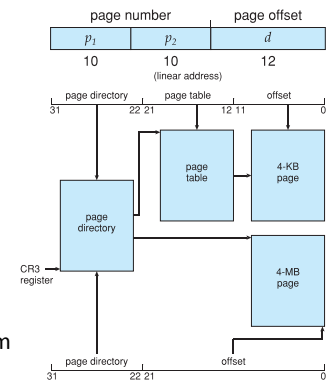 page number page offset
p1 p2 d
10 10 12
(linear address)
page directory page table offset
31 22 21 12 11 0
page table
4-KB page
page directory
CR3 register
4-MB page
m
page directory offset
31 22 21 0